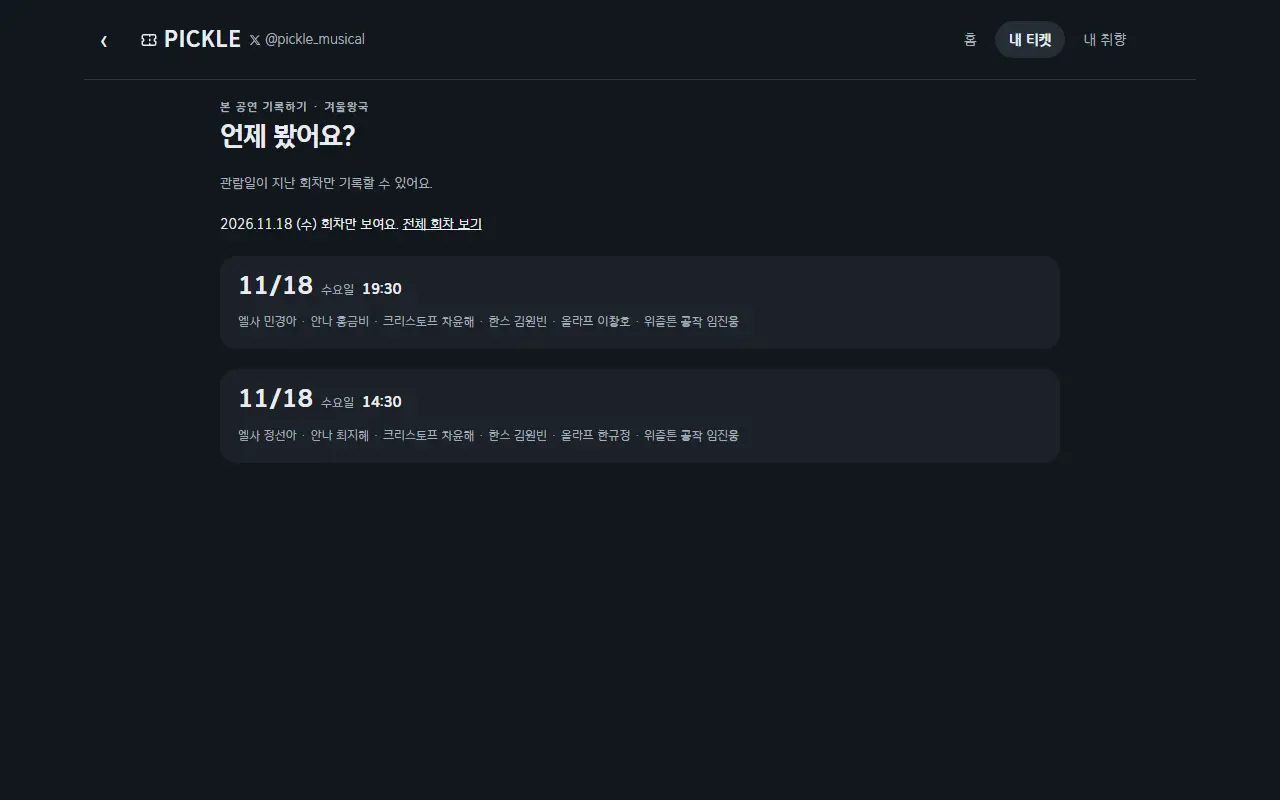 ‹ PICKLE 𝕏 @pickle_musical 홈 내 티켓 내 취향
본 공연 기록하기 · 겨울왕국
언제 봤어요?
관람일이 지난 회차만 기록할 수 있어요.
2026.11.18 (수) 회차만 보여요. 전체 회차 보기
11/18 수요일 19:30
엘사 민경아 · 안나 홍금비 · 크리스토프 차윤해 · 한스 김원빈 · 올라프 이창호 · 위즐튼 공작 임진웅
11/18 수요일 14:30
엘사 정선아 · 안나 최지혜 · 크리스토프 차윤해 · 한스 김원빈 · 올라프 한규정 · 위즐튼 공작 임진웅